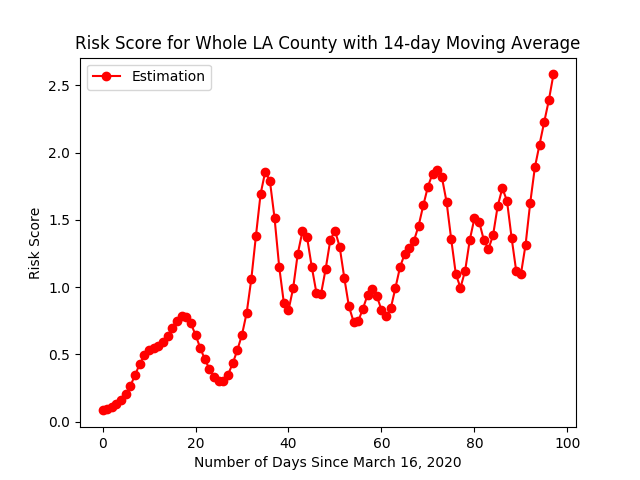 Risk Score for Whole LA County with 14-day Moving Average
Estimation
2.5
2.0
1.5
1.0
0.5
0.0
Risk Score
0 20 40 60 80 100
Number of Days Since March 16, 2020